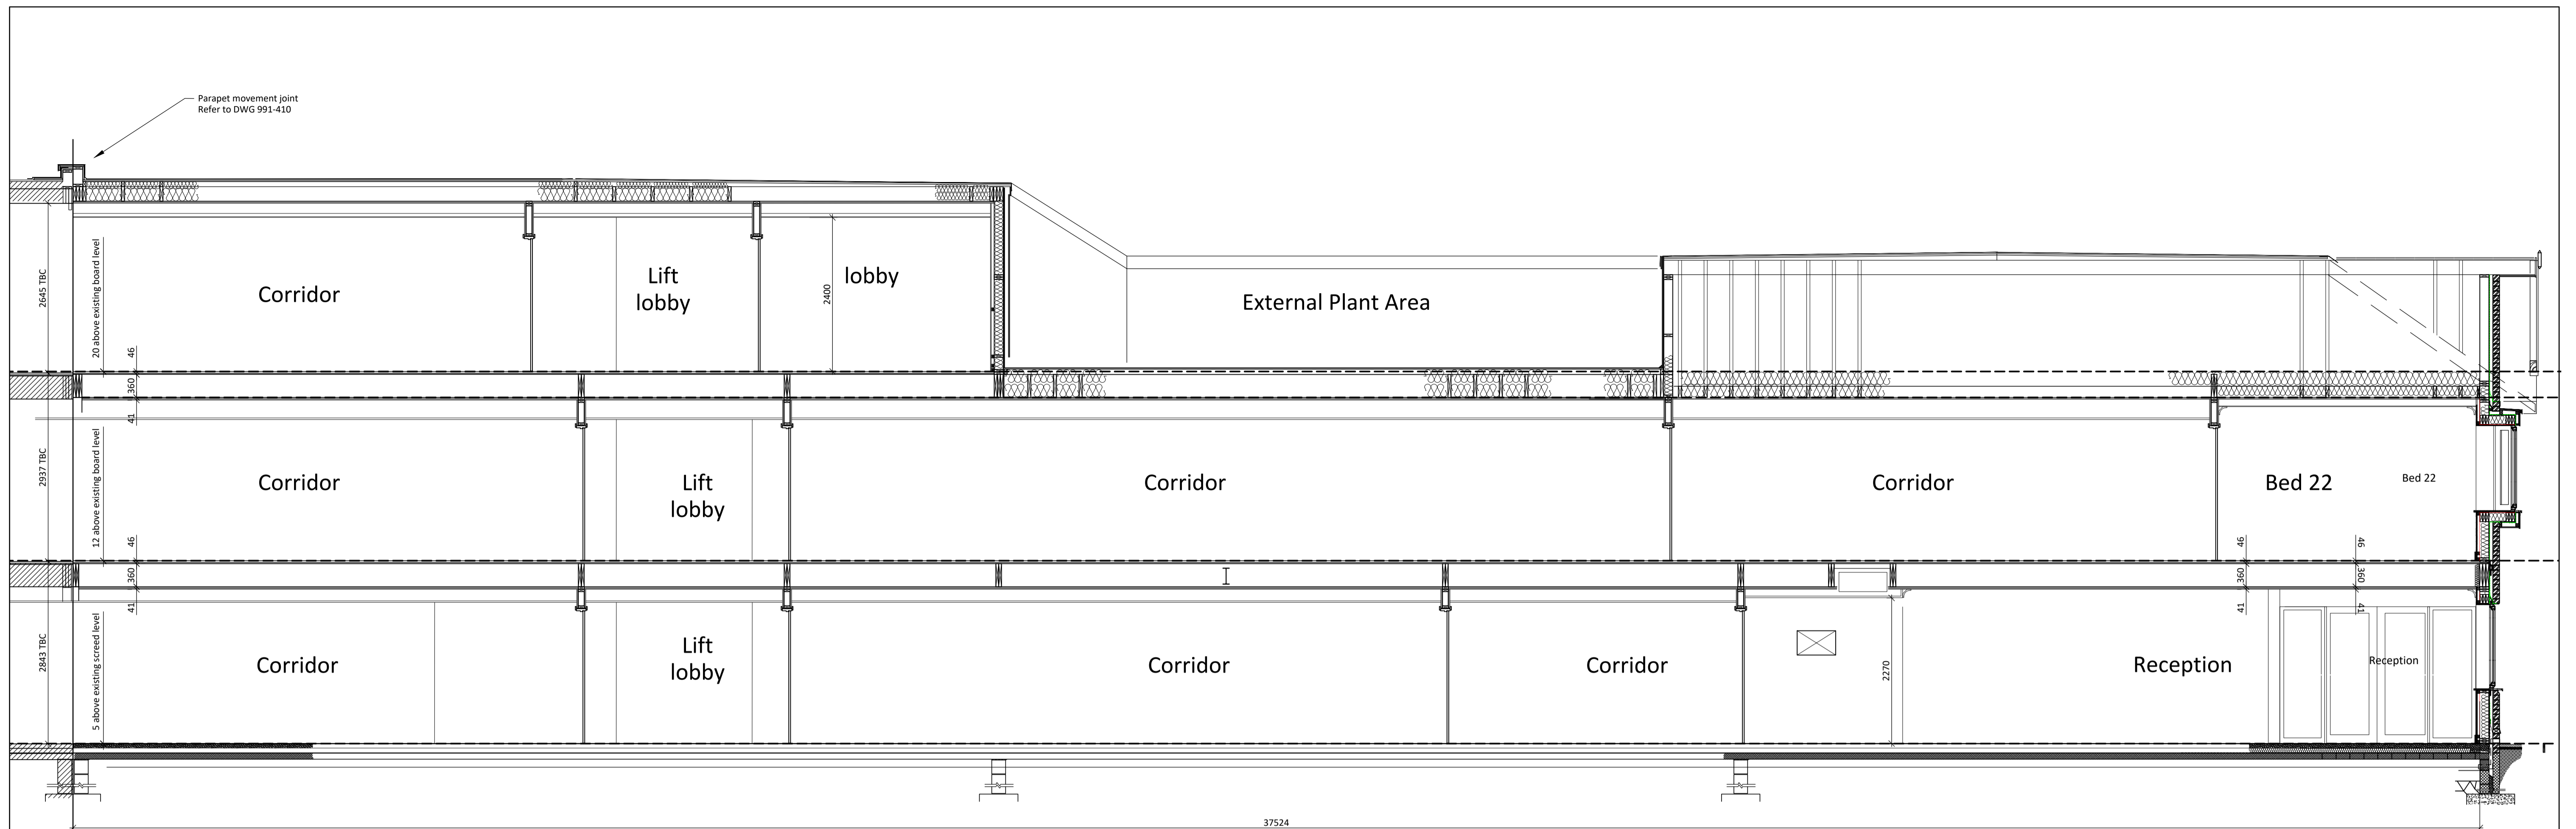 Parapet movement joint
Refer to DWG 991-410
2645 TBC
20 above existing board level
46
Corridor
Lift
lobby
2400
lobby
External Plant Area
360
41
2937 TBC
12 above existing board level
46
Corridor
Lift
lobby
Corridor
Corridor
Bed 22
Bed 22
46
46
360
41
360
41
360
41
2843 TBC
5 above existing screed level
Corridor
Lift
lobby
Corridor
Corridor
2270
Reception
Reception
37524